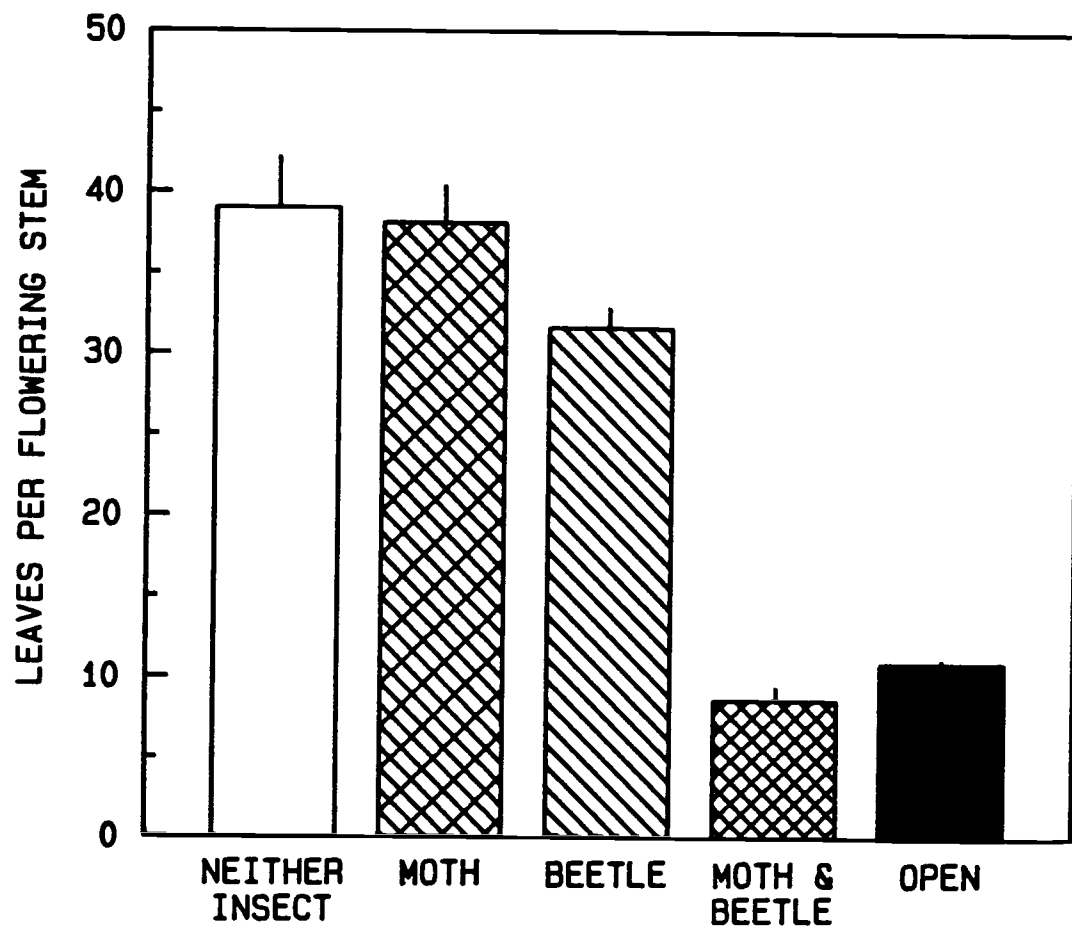 50
40
30
20
10
0
LEAVES PER FLOWERING STEM
NEITHER
INSECT
MOTH
BEETLE
MOTH &
BEETLE
OPEN